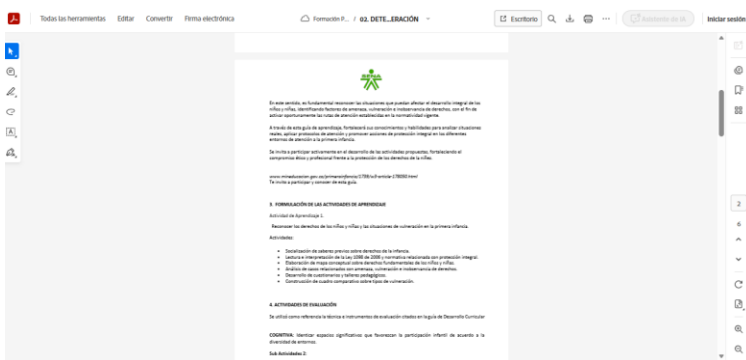 Todas las herramientas Editar Convertir Firma electrónica Formación P... / 02. DETE...ERACIÓN Escritorio Asistente de IA Iniciar sesión
SENA
En este sentido, es fundamental reconocer las situaciones que puedan afectar el desarrollo integral de los
niños y niñas, identificando factores de amenaza, vulneración e inobservancia de derechos, con el fin de
activar oportunamente las rutas de atención establecidas en la normatividad vigente.
A través de esta guía de aprendizaje, fortalecerá sus conocimientos y habilidades para analizar situaciones
reales, aplicar protocolos de atención y promover acciones de protección integral en los diferentes
entornos de atención a la primera infancia.
Se invita a participar activamente en el desarrollo de las actividades propuestas, fortaleciendo el
compromiso ético y profesional frente a la protección de los derechos de la niñez.
Te invito a participar y conocer de esta guía.
3. FORMULACIÓN DE LAS ACTIVIDADES DE APRENDIZAJE
Actividad de Aprendizaje 1.
Reconocer los derechos de los niños y niñas y las situaciones de vulneración en la primera infancia.
Actividades:
• Socialización de saberes previos sobre derechos de la infancia.
• Lectura e interpretación de la Ley 1098 de 2006 y normativa relacionada con protección integral.
• Elaboración de mapa conceptual sobre derechos fundamentales de los niños y niñas.
• Análisis de casos relacionados con amenaza, vulneración e inobservancia de derechos.
• Desarrollo de cuestionarios y talleres pedagógicos.
• Construcción de cuadro comparativo sobre tipos de vulneración.
4. ACTIVIDADES DE EVALUACIÓN
Se utilizó como referencia la técnica e instrumentos de evaluación citados en la guía de Desarrollo Curricular
COGNITIVA: Identicar espacios significativos que favorezcan la participación infantil de acuerdo a la
diversidad de entornos.
Sub Actividades 2:
2
6